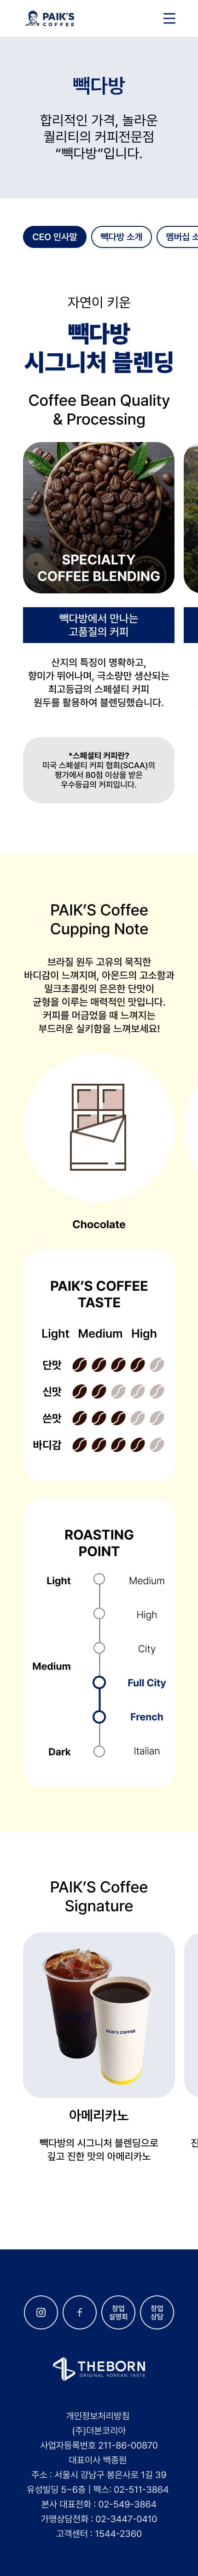 PAIK'S
COFFEE
빽다방
합리적인 가격, 놀라운
퀄리티의 커피전문점
“빽다방”입니다.
CEO 인사말
빽다방 소개
멤버십 소
자연이 키운
빽다방
시그니처 블렌딩
Coffee Bean Quality
& Processing
SPECIALTY
COFFEE BLENDING
빽다방에서 만나는
고품질의 커피
산지의 특징이 명확하고,
향미가 뛰어나며, 극소량만 생산되는
최고등급의 스페셜티 커피
원두를 활용하여 블렌딩했습니다.
*스페셜티 커피란?
미국 스페셜티 커피 협회(SCAA)의
평가에서 80점 이상을 받은
우수등급의 커피입니다.
PAIK’S Coffee
Cupping Note
브라질 원두 고유의 묵직한
바디감이 느껴지며, 아몬드의 고소함과
밀크초콜릿의 은은한 단맛이
균형을 이루는 매력적인 맛입니다.
커피를 머금었을 때 느껴지는
부드러운 실키함을 느껴보세요!
Chocolate
PAIK’S COFFEE
TASTE
Light Medium High
단맛
신맛
쓴맛
바디감
ROASTING
POINT
Light
Medium
High
City
Medium
Full City
French
Dark
Italian
PAIK’S Coffee
Signature
PAIK'S COFFEE
아메리카노
빽다방의 시그니처 블렌딩으로
깊고 진한 맛의 아메리카노
진
창업
설명회
창업
상담
THEBORN
ORIGINAL KOREAN TASTE
개인정보처리방침
(주)더본코리아
사업자등록번호 211-86-00870
대표이사 백종원
주소 : 서울시 강남구 봉은사로 1길 39
유성빌딩 5~6층 | 팩스: 02-511-3864
본사 대표전화 : 02-549-3864
가맹상담전화 : 02-3447-0410
고객센터 : 1544-2360